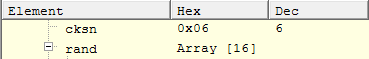 Element Hex Dec
cksn 0x06 6
rand Array [16]